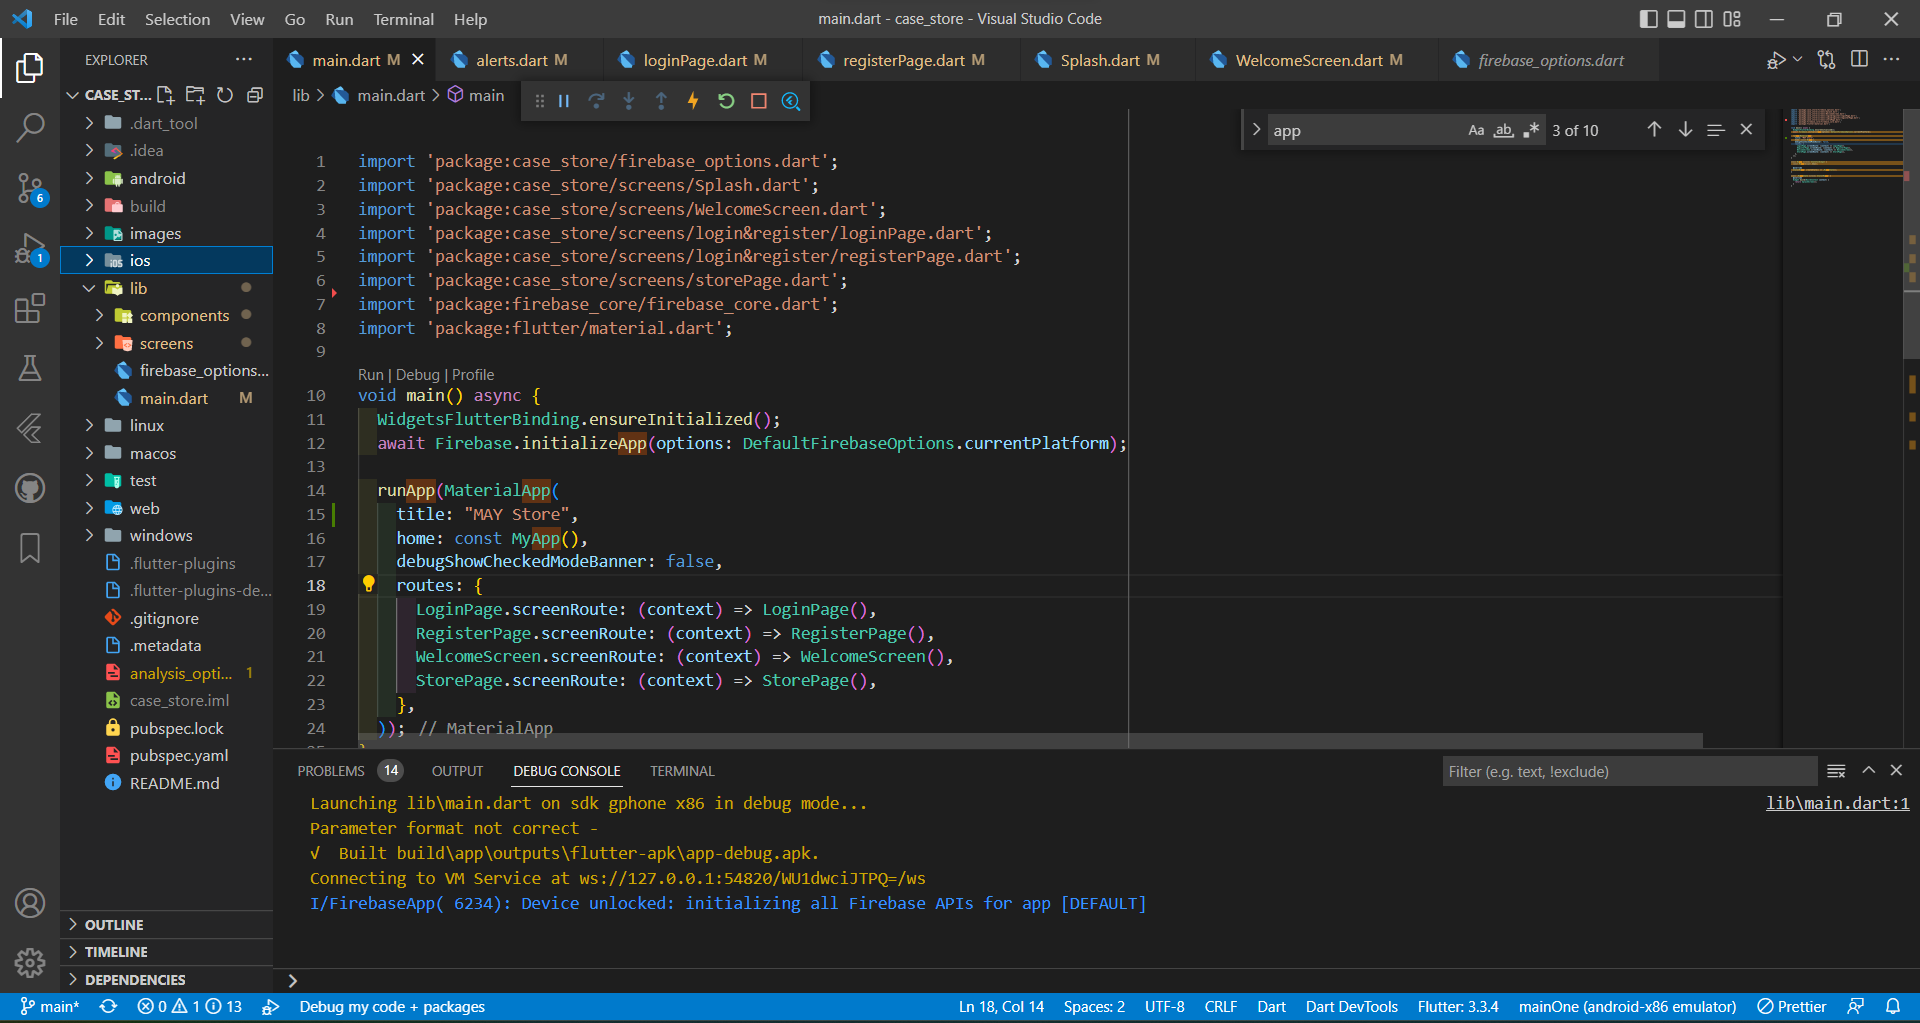 File Edit Selection View Go Run Terminal Help
main.dart - case_store - Visual Studio Code
EXPLORER
main.dart M
alerts.dart M
loginPage.dart M
registerPage.dart M
Splash.dart M
WelcomeScreen.dart M
firebase_options.dart
CASE_ST...
lib > main.dart > main
app
Aa
ab
3 of 10
.dart_tool
.idea
android
build
images
ios
lib
components
screens
firebase_options...
main.dart M
linux
macos
test
web
windows
.flutter-plugins
.flutter-plugins-de...
.gitignore
.metadata
analysis_opti... 1
case_store.iml
pubspec.lock
pubspec.yaml
README.md
6
1
OUTLINE
TIMELINE
DEPENDENCIES
1 import 'package:case_store/firebase_options.dart';
2 import 'package:case_store/screens/Splash.dart';
3 import 'package:case_store/screens/WelcomeScreen.dart';
4 import 'package:case_store/screens/login&register/loginPage.dart';
5 import 'package:case_store/screens/login&register/registerPage.dart';
6 import 'package:case_store/screens/storePage.dart';
7 import 'package:firebase_core/firebase_core.dart';
8 import 'package:flutter/material.dart';
9
Run | Debug | Profile
10 void main() async {
11 WidgetsFlutterBinding.ensureInitialized();
12 await Firebase.initializeApp(options: DefaultFirebaseOptions.currentPlatform);
13
14 runApp(MaterialApp(
15 title: "MAY Store",
16 home: const MyApp(),
17 debugShowCheckedModeBanner: false,
18 routes: {
19 LoginPage.screenRoute: (context) => LoginPage(),
20 RegisterPage.screenRoute: (context) => RegisterPage(),
21 WelcomeScreen.screenRoute: (context) => WelcomeScreen(),
22 StorePage.screenRoute: (context) => StorePage(),
23 },
24 )); // MaterialApp
PROBLEMS 14 OUTPUT DEBUG CONSOLE TERMINAL
Filter (e.g. text, !exclude)
Launching lib\main.dart on sdk gphone x86 in debug mode...
lib\main.dart:1
Parameter format not correct -
√ Built build\app\outputs\flutter-apk\app-debug.apk.
Connecting to VM Service at ws://127.0.0.1:54820/WU1dwciJTPQ=/ws
I/FirebaseApp( 6234): Device unlocked: initializing all Firebase APIs for app [DEFAULT]
main* 0 1 13 Debug my code + packages
Ln 18, Col 14 Spaces: 2 UTF-8 CRLF Dart Dart DevTools Flutter: 3.3.4 mainOne (android-x86 emulator) Prettier